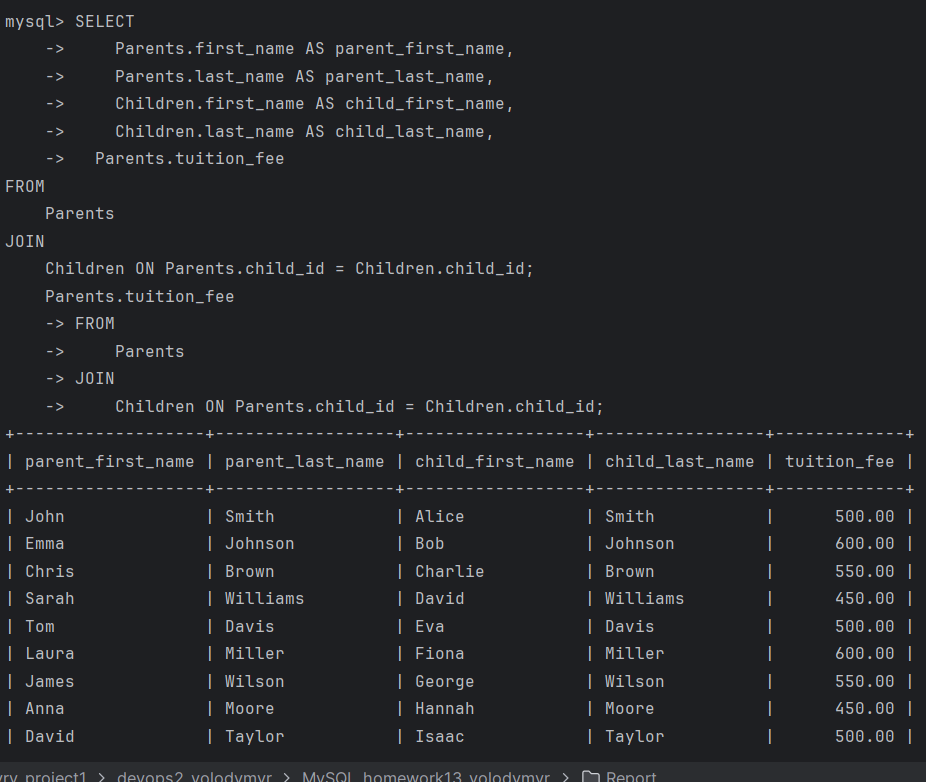 mysql> SELECT
    ->     Parents.first_name AS parent_first_name,
    ->     Parents.last_name AS parent_last_name,
    ->     Children.first_name AS child_first_name,
    ->     Children.last_name AS child_last_name,
    ->   Parents.tuition_fee
FROM
    Parents
JOIN
    Children ON Parents.child_id = Children.child_id;
    Parents.tuition_fee
    -> FROM
    ->     Parents
    -> JOIN
    ->     Children ON Parents.child_id = Children.child_id;
+-------------------+------------------+------------------+-----------------+-------------+
| parent_first_name | parent_last_name | child_first_name | child_last_name | tuition_fee |
+-------------------+------------------+------------------+-----------------+-------------+
| John              | Smith            | Alice            | Smith           |      500.00 |
| Emma              | Johnson          | Bob              | Johnson         |      600.00 |
| Chris             | Brown            | Charlie          | Brown           |      550.00 |
| Sarah             | Williams         | David            | Williams        |      450.00 |
| Tom               | Davis            | Eva              | Davis           |      500.00 |
| Laura             | Miller           | Fiona            | Miller          |      600.00 |
| James             | Wilson           | George           | Wilson          |      550.00 |
| Anna              | Moore            | Hannah           | Moore           |      450.00 |
| David             | Taylor           | Isaac            | Taylor          |      500.00 |
> devops2_volodymyr > MySQL_homework13_volodymyr > Report